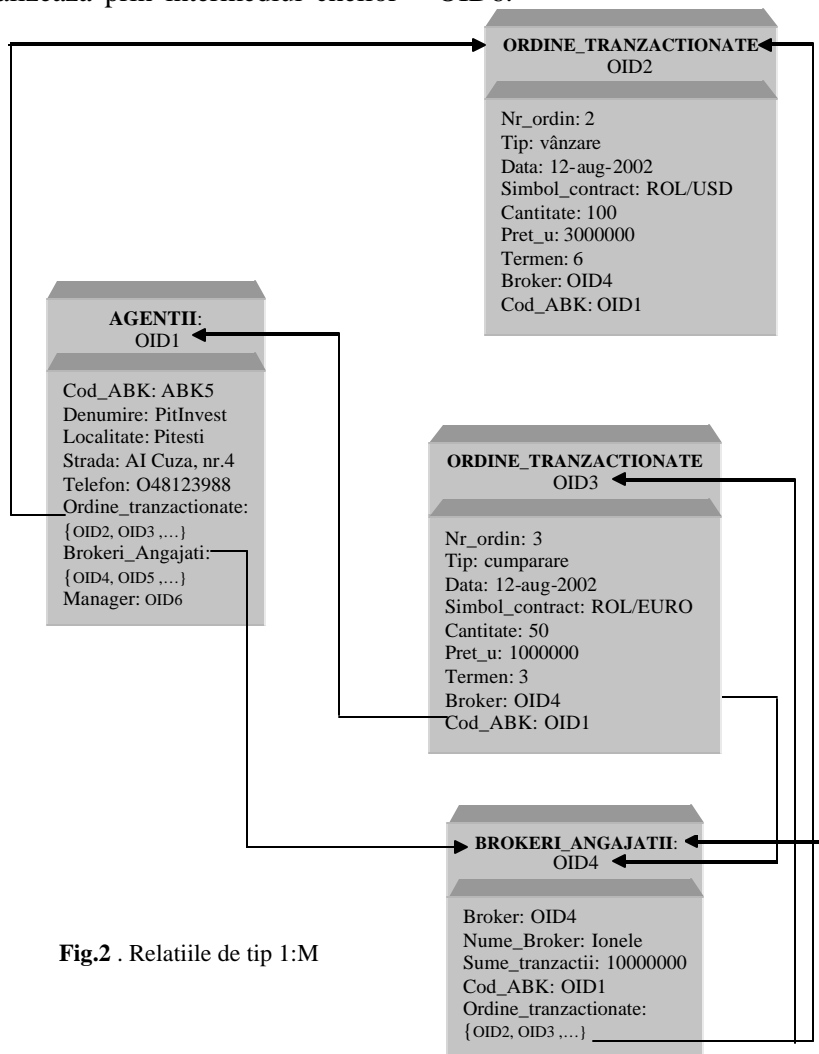 prin intermediul
OID6.
ORDINE_TRANZACTIONATE
OID2
Nr_ordin: 2
Tip: vânzare
Data: 12-aug-2002
Simbol_contract: ROL/USD
Cantitate: 100
Pret_u: 3000000
Termen: 6
Broker: OID4
Cod_ABK: OID1
AGENTII:
OID1
Cod_ABK: ABK5
Denumire: PitInvest
Localitate: Pitesti
Strada: AI Cuza, nr.4
Telefon: O48123988
Ordine_tranzactionate:
{OID2, OID3 ,…}
Brokeri_Angajati:
{OID4, OID5 ,…}
Manager: OID6
ORDINE_TRANZACTIONATE
OID3
Nr_ordin: 3
Tip: cumparare
Data: 12-aug-2002
Simbol_contract: ROL/EURO
Cantitate: 50
Pret_u: 1000000
Termen: 3
Broker: OID4
Cod_ABK: OID1
BROKERI_ANGAJATII:
OID4
Broker: OID4
Nume_Broker: Ionele
Sume_tranzactii: 10000000
Cod_ABK: OID1
Ordine_tranzactionate:
{OID2, OID3 ,…}
Fig.2 . Relatiile de tip 1:M